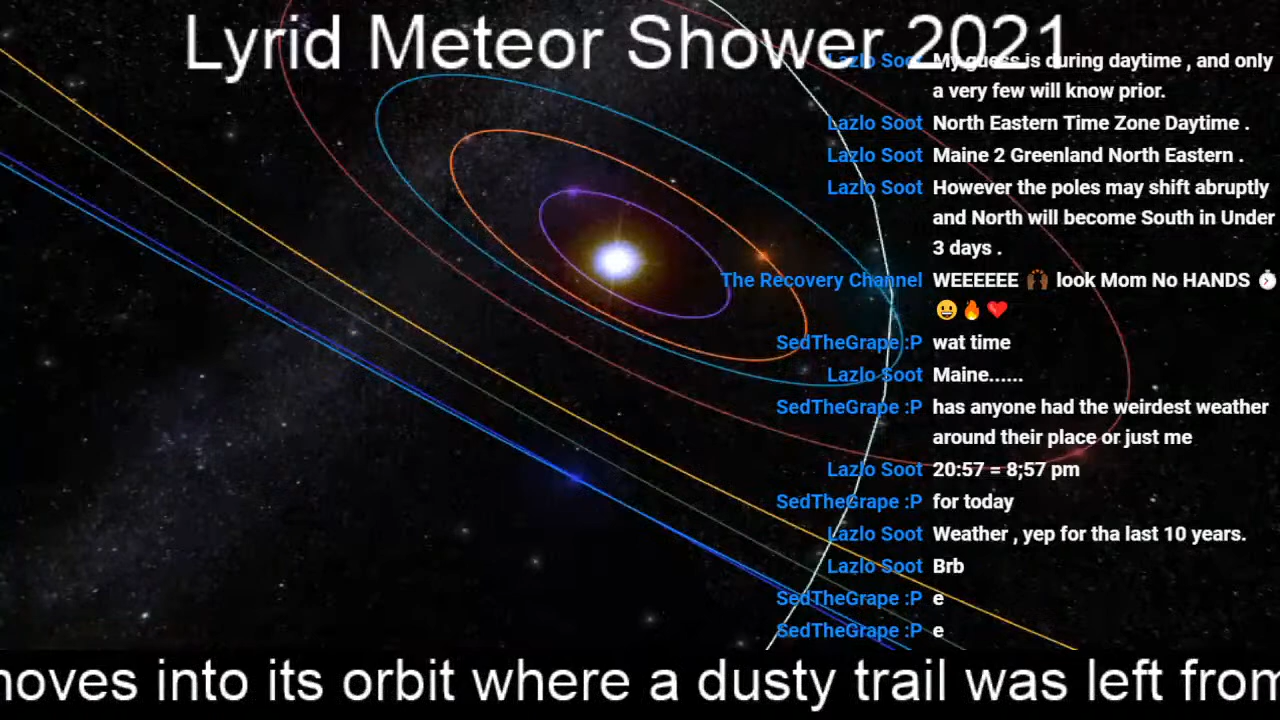 Lyrid Meteor Shower 2021
Lazlo Soot My guess is during daytime , and only
a very few will know prior.
Lazlo Soot North Eastern Time Zone Daytime .
Lazlo Soot Maine 2 Greenland North Eastern .
Lazlo Soot However the poles may shift abruptly
and North will become South in Under
3 days .
The Recovery Channel WEEEEEE 🙌🏾 look Mom No HANDS ⏱
😀🔥❤️
SedTheGrape :P wat time
Lazlo Soot Maine......
SedTheGrape :P has anyone had the weirdest weather
around their place or just me
Lazlo Soot 20:57 = 8;57 pm
SedTheGrape :P for today
Lazlo Soot Weather , yep for tha last 10 years.
Lazlo Soot Brb
SedTheGrape :P e
SedTheGrape :P e
moves into its orbit where a dusty trail was left from